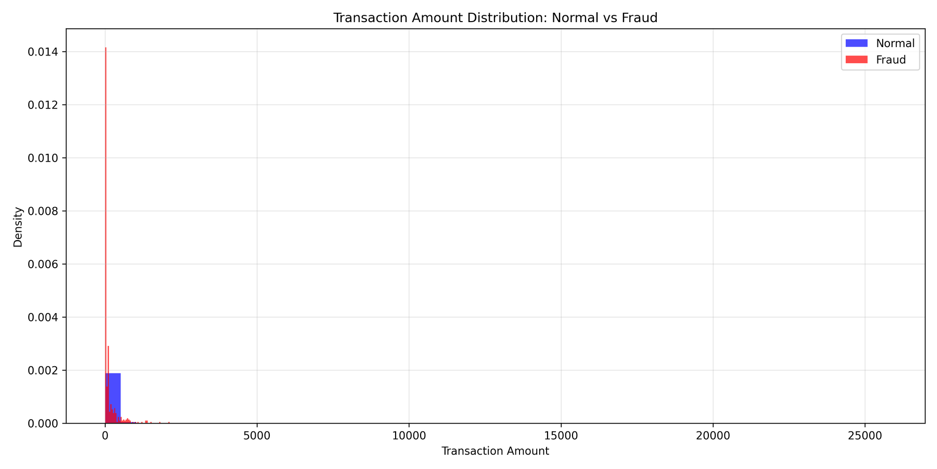 Transaction Amount Distribution: Normal vs Fraud
Normal
Fraud
0.014
0.012
0.010
0.008
0.006
0.004
0.002
0.000
Density
0
5000
10000
15000
20000
25000
Transaction Amount